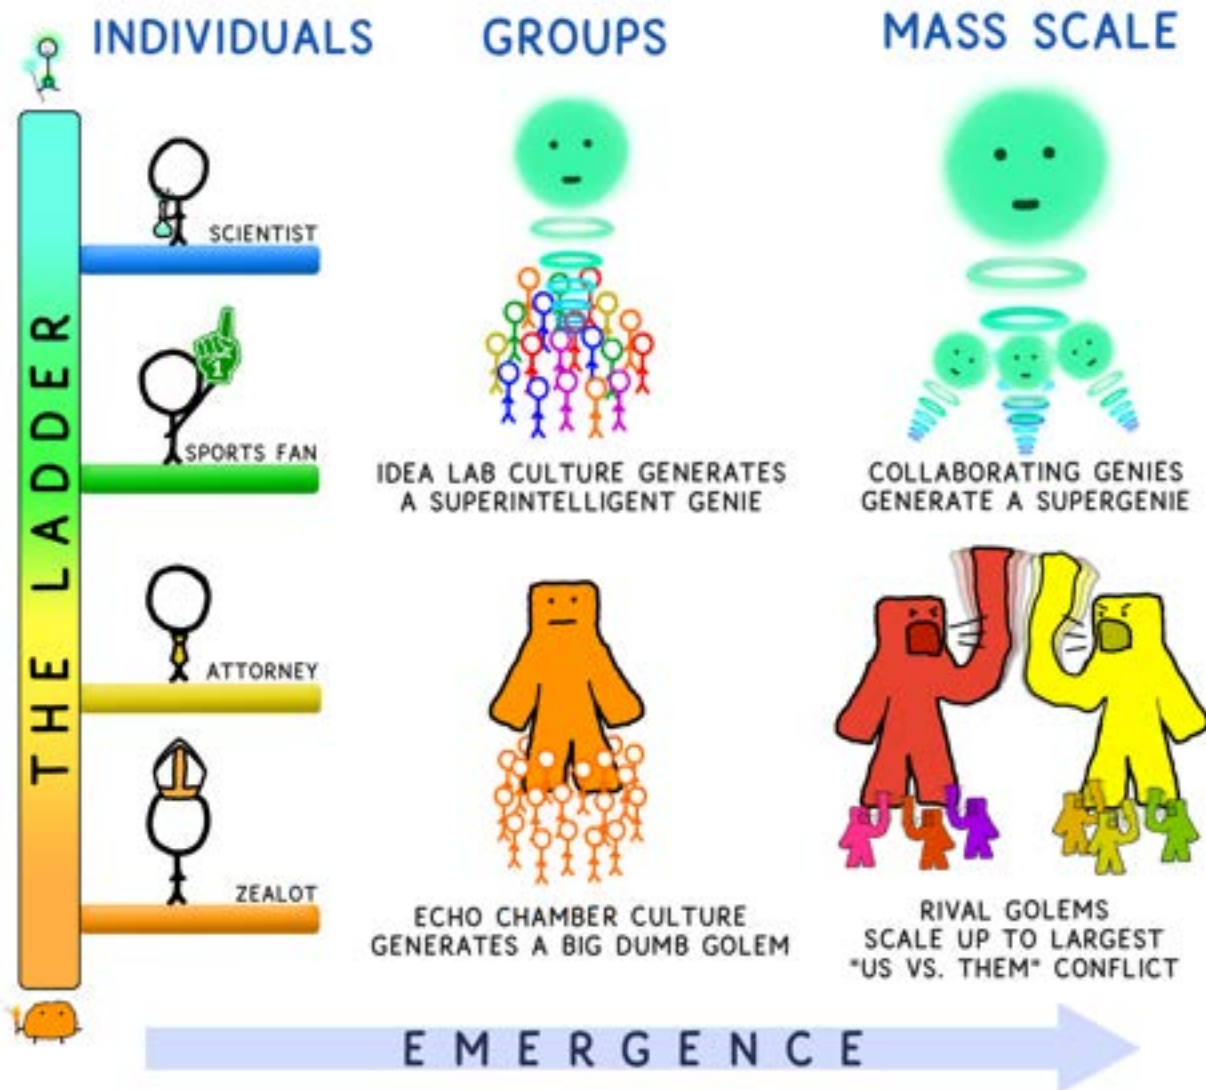 INDIVIDUALS
GROUPS
MASS SCALE
THE LADDER
SCIENTIST
1
SPORTS FAN
ATTORNEY
ZEALOT
IDEA LAB CULTURE GENERATES
A SUPERINTELLIGENT GENIE
COLLABORATING GENIES
GENERATE A SUPERGENIE
ECHO CHAMBER CULTURE
GENERATES A BIG DUMB GOLEM
RIVAL GOLEMS
SCALE UP TO LARGEST
"US VS. THEM" CONFLICT
EMERGENCE